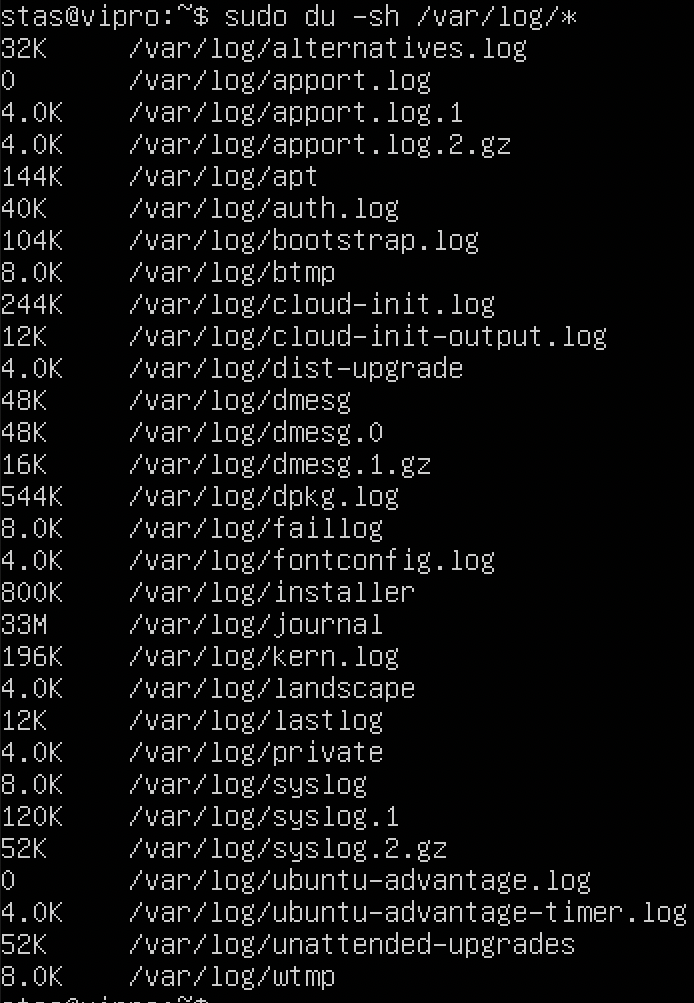 stas@vipro:~$ sudo du -sh /var/log/*
32K /var/log/alternatives.log
0 /var/log/apport.log
4.0K /var/log/apport.log.1
4.0K /var/log/apport.log.2.gz
144K /var/log/apt
40K /var/log/auth.log
104K /var/log/bootstrap.log
8.0K /var/log/btmp
244K /var/log/cloud-init.log
12K /var/log/cloud-init-output.log
4.0K /var/log/dist-upgrade
48K /var/log/dmesg
48K /var/log/dmesg.0
16K /var/log/dmesg.1.gz
544K /var/log/dpkg.log
8.0K /var/log/faillog
4.0K /var/log/fontconfig.log
800K /var/log/installer
33M /var/log/journal
196K /var/log/kern.log
4.0K /var/log/landscape
12K /var/log/lastlog
4.0K /var/log/private
8.0K /var/log/syslog
120K /var/log/syslog.1
52K /var/log/syslog.2.gz
0 /var/log/ubuntu-advantage.log
4.0K /var/log/ubuntu-advantage-timer.log
52K /var/log/unattended-upgrades
8.0K /var/log/wtmp
stas@vipro:~$